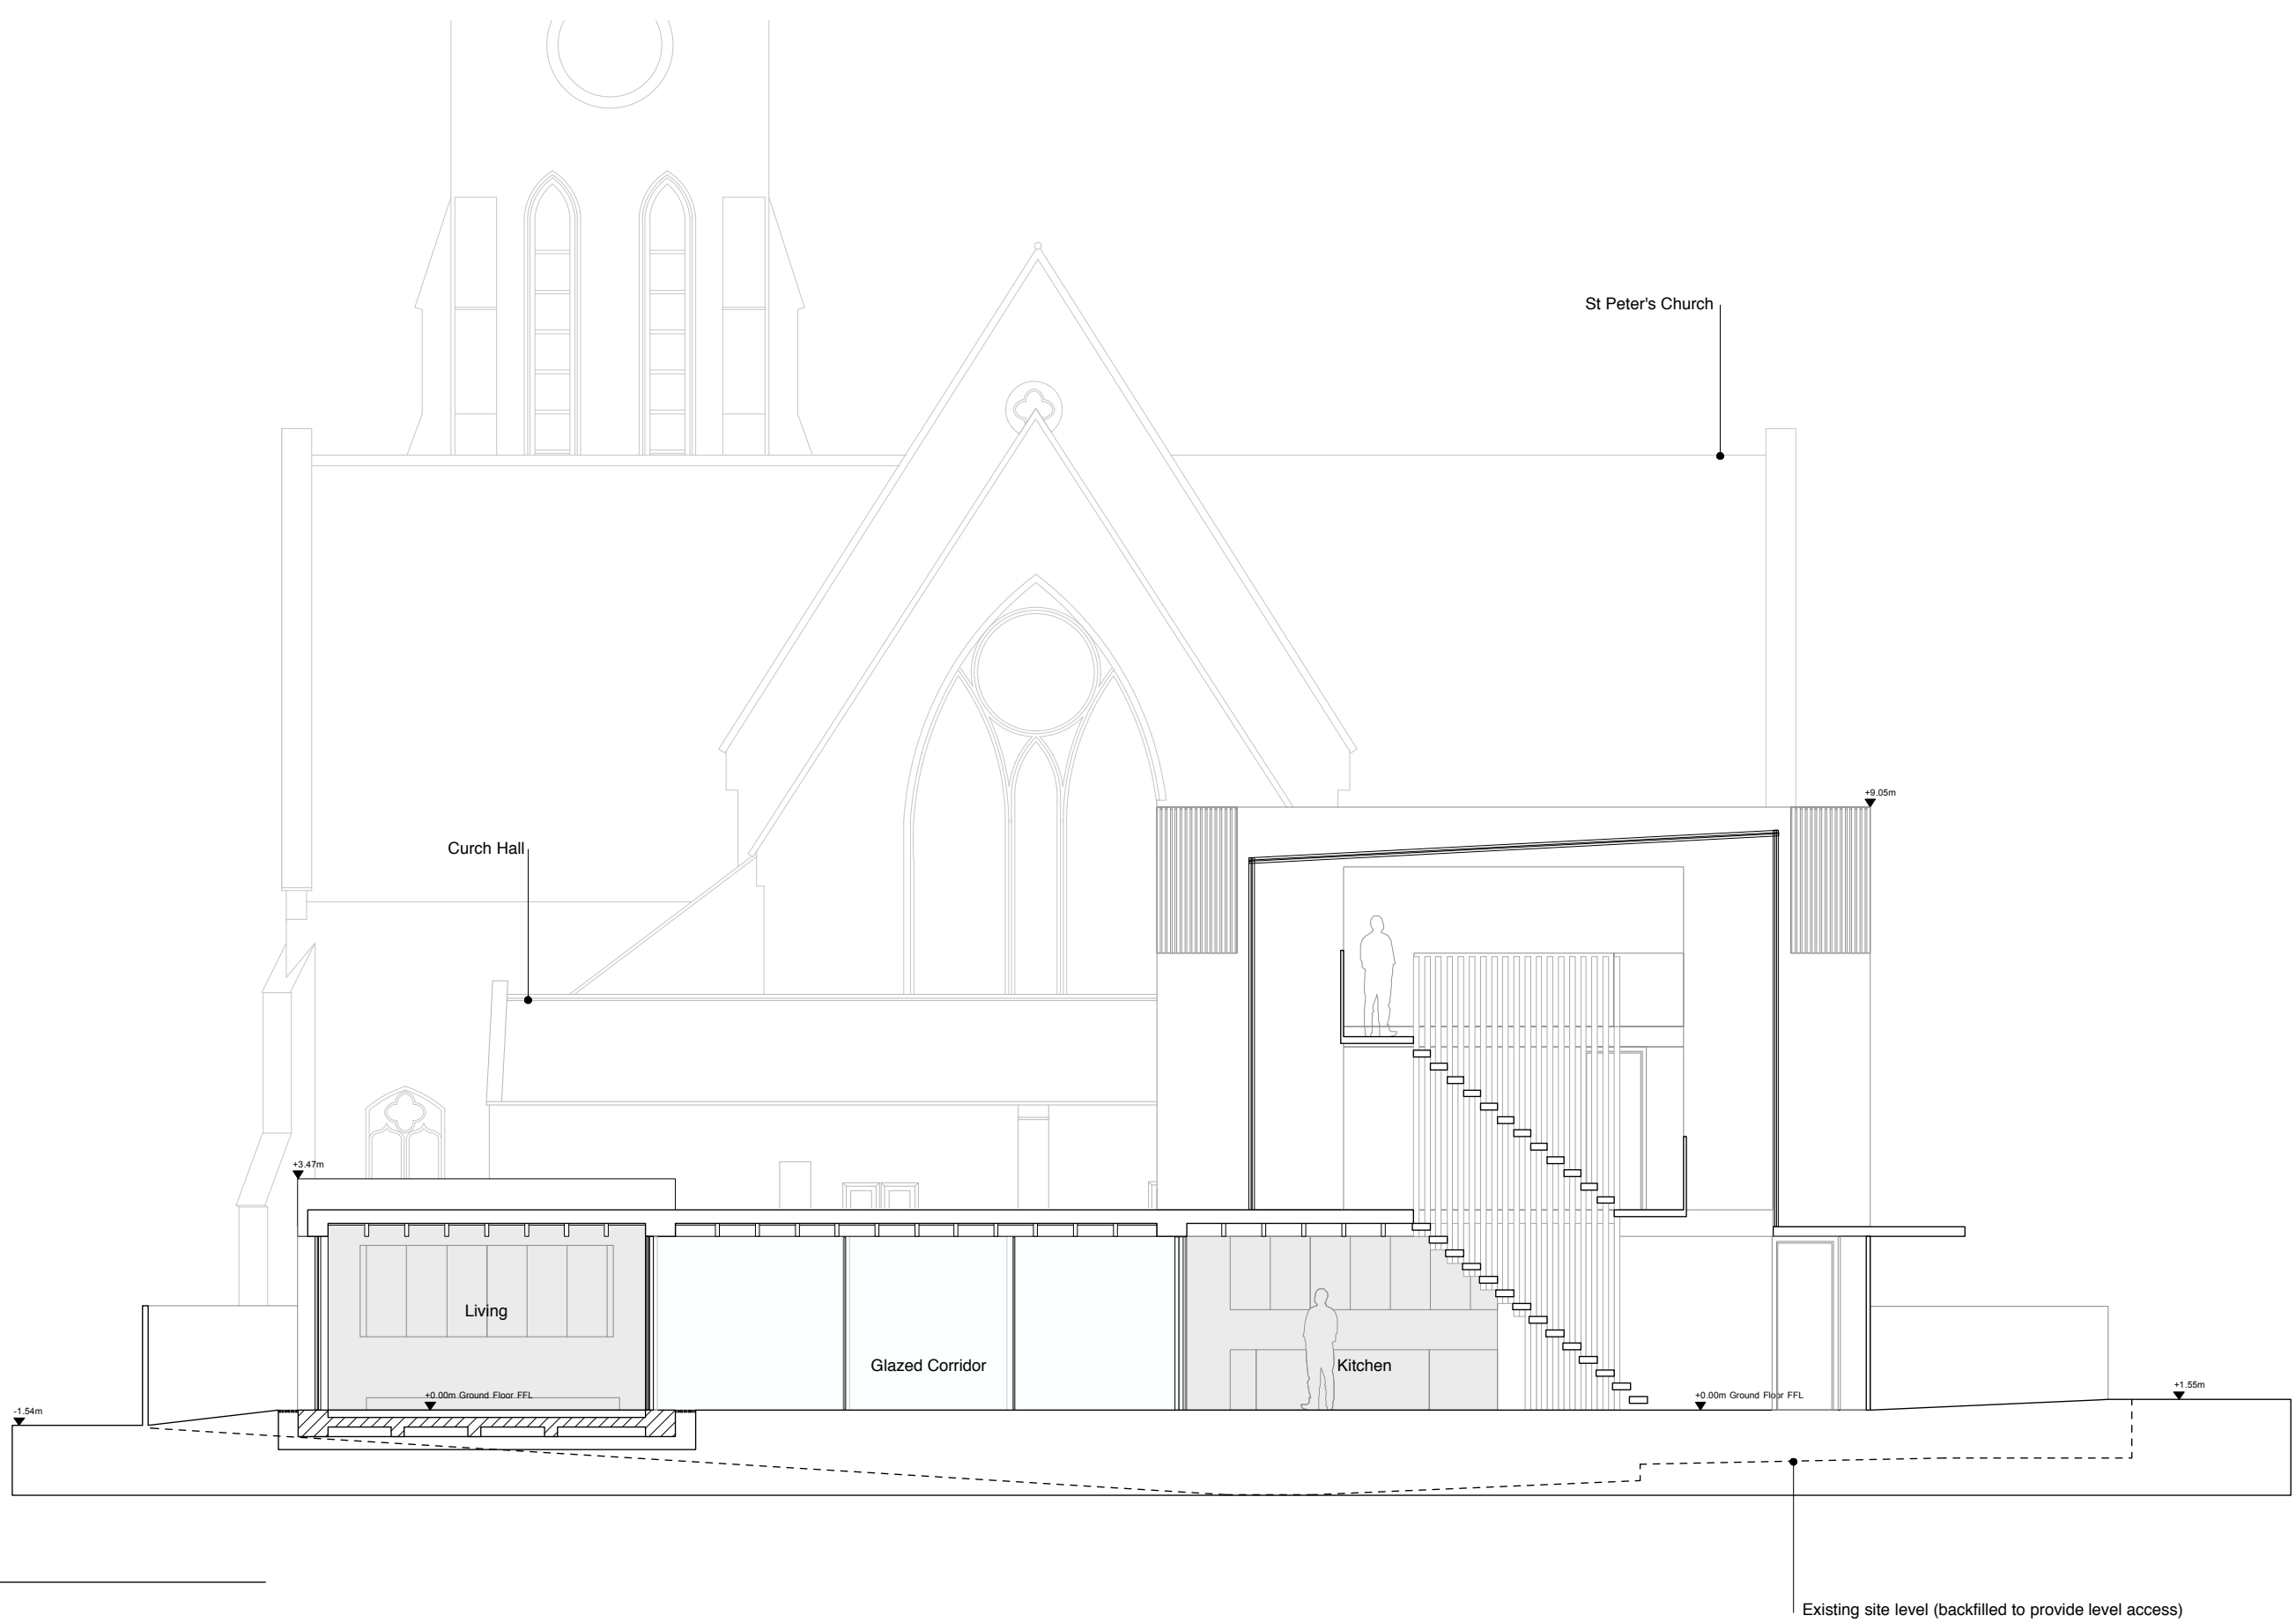 St Peter's Church
+9.05m
Curch Hall
+3.47m
Living
Glazed Corridor
Kitchen
+0.00m Ground Floor FFL
+0.00m Ground Floor FFL
+1.55m
-1.54m
Existing site level (backfilled to provide level access)